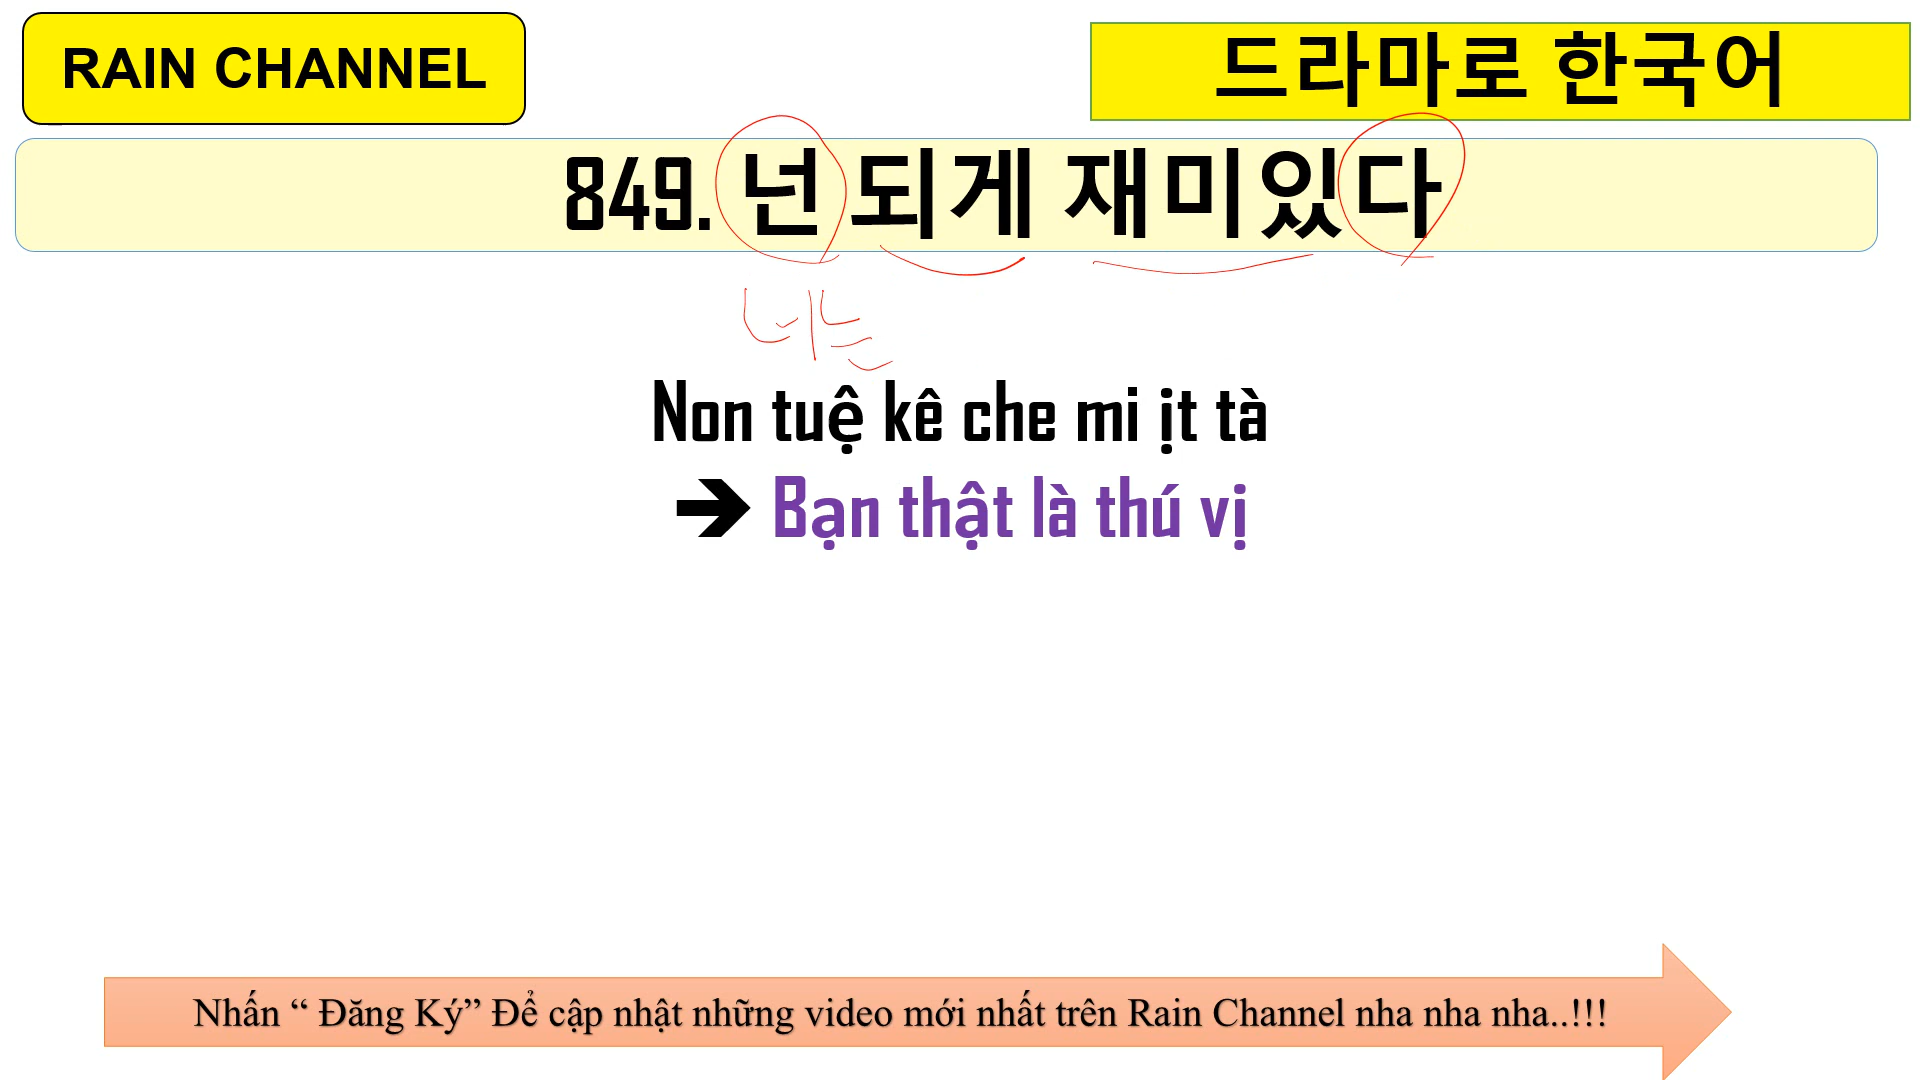 RAIN CHANNEL
드라마로 한국어
849. 넌 되게 재미있다
너는
Non tuệ kê che mi ịt tà
➔ Bạn thật là thú vị
Nhấn “ Đăng Ký” Để cập nhật những video mới nhất trên Rain Channel nha nha nha..!!!